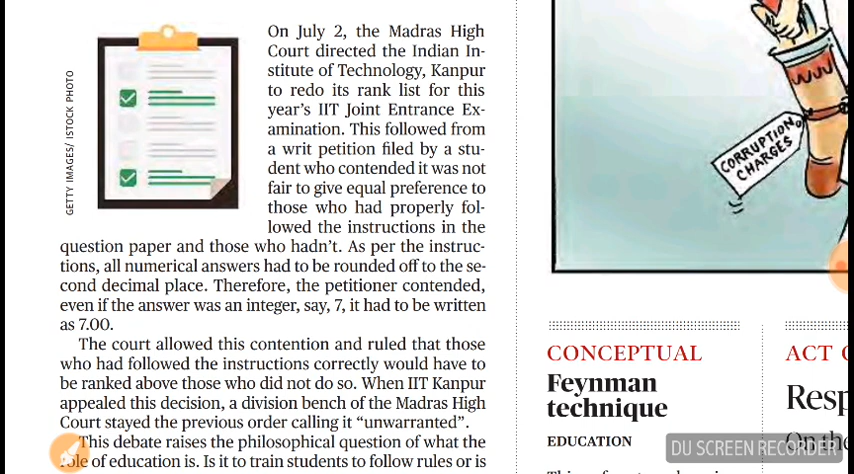 GETTY IMAGES/ ISTOCK PHOTO
On July 2, the Madras High
Court directed the Indian In-
stitute of Technology, Kanpur
to redo its rank list for this
year's IIT Joint Entrance Ex-
amination. This followed from
a writ petition filed by a stu-
dent who contended it was not
fair to give equal preference to
those who had properly fol-
lowed the instructions in the
question paper and those who hadn't. As per the instruc-
tions, all numerical answers had to be rounded off to the se-
cond decimal place. Therefore, the petitioner contended,
even if the answer was an integer, say, 7, it had to be written
as 7.00.
The court allowed this contention and ruled that those
who had followed the instructions correctly would have to
be ranked above those who did not do so. When IIT Kanpur
appealed this decision, a division bench of the Madras High
Court stayed the previous order calling it "unwarranted".
This debate raises the philosophical question of what the
role of education is. Is it to train students to follow rules or is
CORRUPTION
CHARGES
CONCEPTUAL
Feynman
technique
EDUCATION
ACT
Resp
On the
DU SCREEN RECORDER